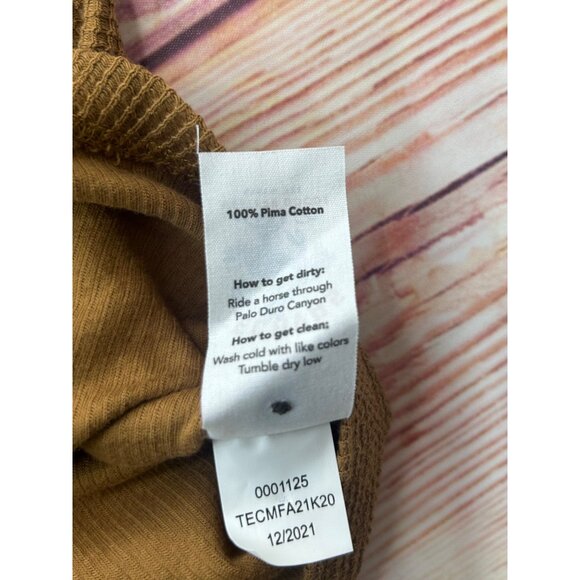 100% Pima Cotton
How to get dirty:
Ride a horse through
Palo Duro Canyon
How to get clean:
Wash cold with like colors
Tumble dry low
0001125
TECMFA21K20
12/2021